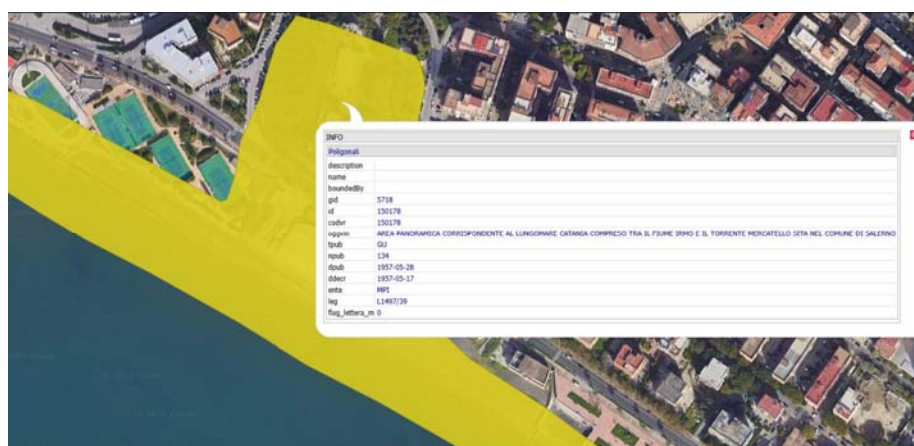 INFO
Poligonali
description
name
boundedBy
gid 5718
id 150178
codvr 150178
oggvin AREA PANORAMICA CORRISPONDENTE AL LUNGOMARE CATANIA COMPRESO TRA IL FIUME IRMO E IL TORRENTE MERCATELLO SITA NEL COMUNE DI SALERNO
tpub GU
npub 134
dpub 1957-05-28
ddecr 1957-05-17
ente MPI
leg L1497/39
flag_lettera_m 0